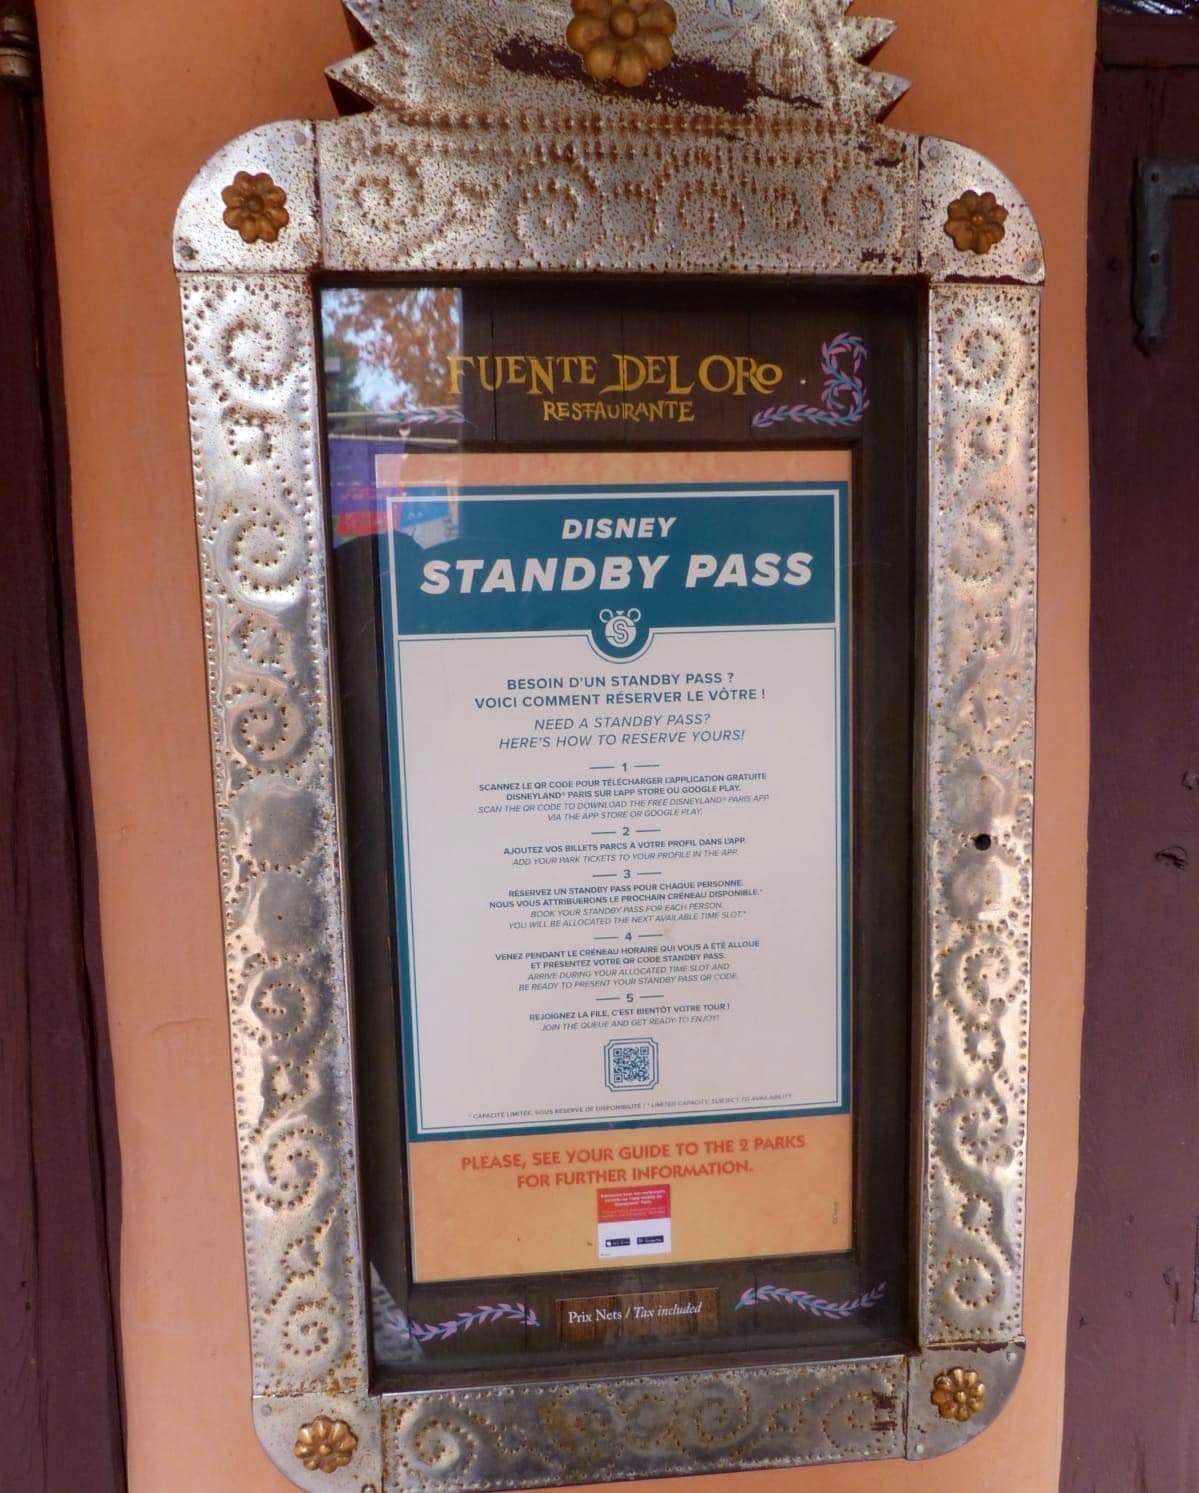 FUENTE DEL ORO
RESTAURANTE
DISNEY
STANDBY PASS
S
BESOIN D'UN STANDBY PASS ?
VOICI COMMENT RÉSERVER LE VÔTRE !
NEED A STANDBY PASS?
HERE'S HOW TO RESERVE YOURS!
1
SCANNEZ LE QR CODE POUR TÉLÉCHARGER L'APPLICATION GRATUITE
DISNEYLAND® PARIS SUR L'APP STORE OU GOOGLE PLAY.
SCAN THE QR CODE TO DOWNLOAD THE FREE DISNEYLAND® PARIS APP
VIA THE APP STORE OR GOOGLE PLAY.
2
AJOUTEZ VOS BILLETS PARCS À VOTRE PROFIL DANS L'APP.
ADD YOUR PARK TICKETS TO YOUR PROFILE IN THE APP.
3
RÉSERVEZ UN STANDBY PASS POUR CHAQUE PERSONNE.
NOUS VOUS ATTRIBUERONS LE PROCHAIN CRÉNEAU DISPONIBLE.*
BOOK YOUR STANDBY PASS FOR EACH PERSON.
YOU WILL BE ALLOCATED THE NEXT AVAILABLE TIME SLOT.*
4
VENEZ PENDANT LE CRÉNEAU HORAIRE QUI VOUS A ÉTÉ ALLOUÉ
ET PRÉSENTEZ VOTRE QR CODE STANDBY PASS.
ARRIVE DURING YOUR ALLOCATED TIME SLOT AND
BE READY TO PRESENT YOUR STANDBY PASS QR CODE.
5
REJOIGNEZ LA FILE, C'EST BIENTÔT VOTRE TOUR !
JOIN THE QUEUE AND GET READY TO ENJOY!
* CAPACITÉ LIMITÉE, SOUS RÉSERVE DE DISPONIBILITÉ / * LIMITED CAPACITY, SUBJECT TO AVAILABILITY
PLEASE, SEE YOUR GUIDE TO THE 2 PARKS
FOR FURTHER INFORMATION.
Prix Nets / Tax included